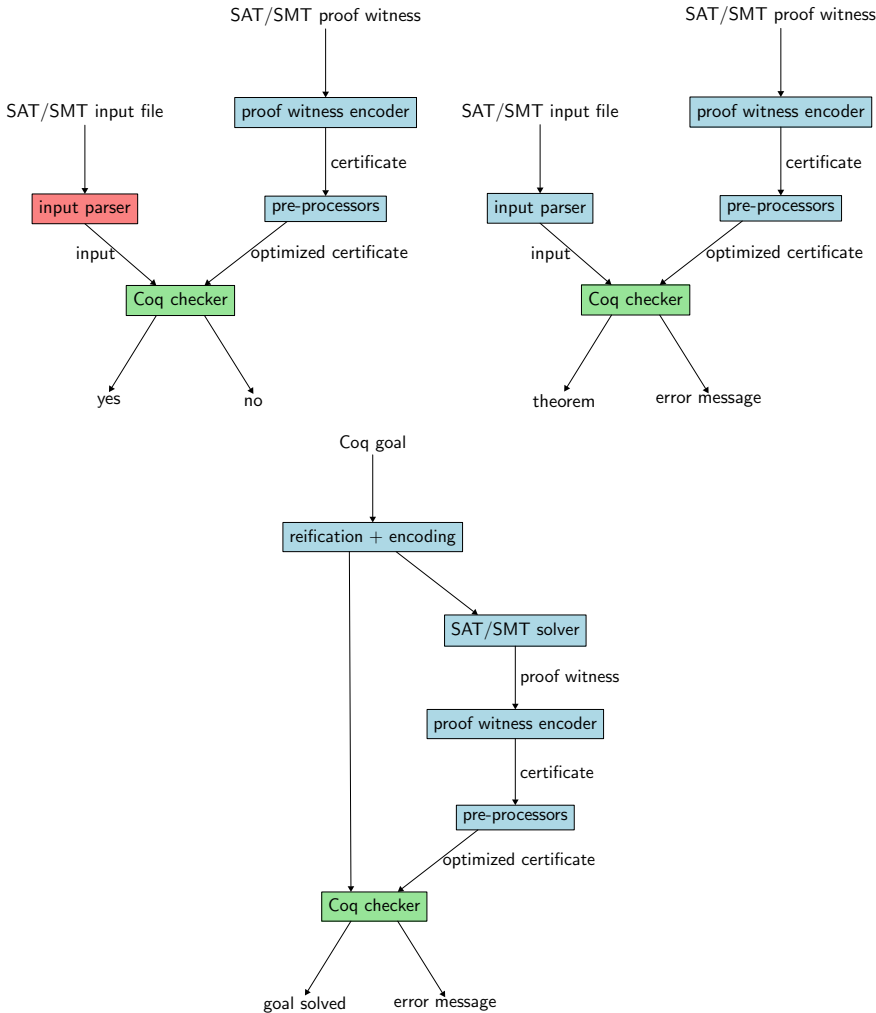 SAT/SMT proof witness
SAT/SMT input file
proof witness encoder
certificate
input parser
pre-processors
input
optimized certificate
Coq checker
yes
no
SAT/SMT proof witness
SAT/SMT input file
proof witness encoder
certificate
input parser
pre-processors
input
optimized certificate
Coq checker
theorem
error message
Coq goal
reification + encoding
SAT/SMT solver
proof witness
proof witness encoder
certificate
pre-processors
optimized certificate
Coq checker
goal solved
error message